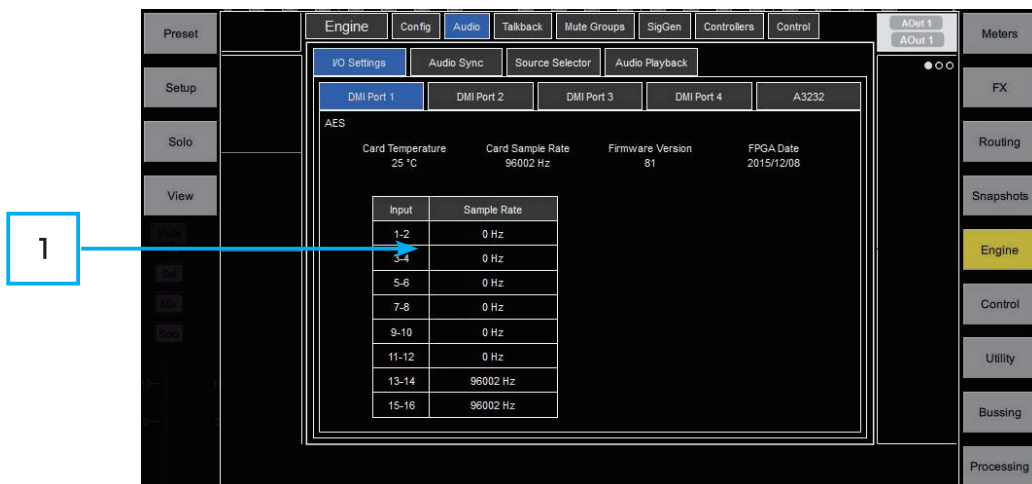 Preset
Setup
Solo
View
Mute
Sel
Mix
Solo
1
Engine Config Audio Talkback Mute Groups SigGen Controllers Control
I/O Settings Audio Sync Source Selector Audio Playback
DMI Port 1 DMI Port 2 DMI Port 3 DMI Port 4 A3232
AES
Card Temperature Card Sample Rate Firmware Version FPGA Date
25 °C 96002 Hz 81 2015/12/08
Input Sample Rate
1-2 0 Hz
3-4 0 Hz
5-6 0 Hz
7-8 0 Hz
9-10 0 Hz
11-12 0 Hz
13-14 96002 Hz
15-16 96002 Hz
AOut 1
AOut 1
Meters
FX
Routing
Snapshots
Engine
Control
Utility
Bussing
Processing